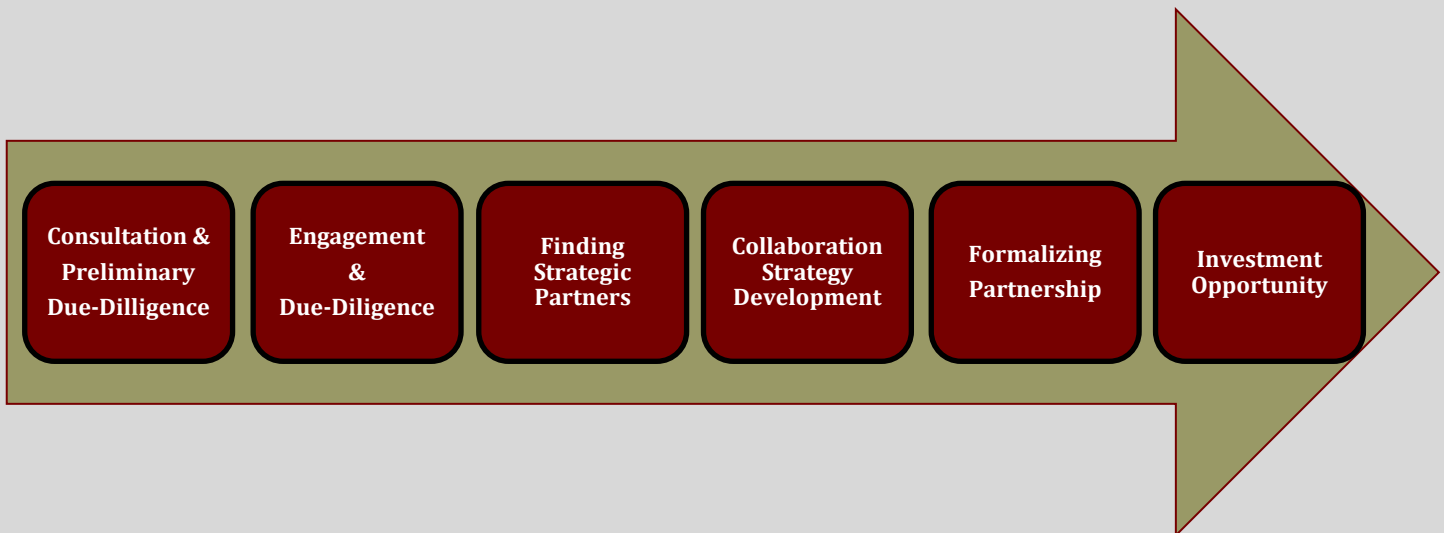 Consultation &
Preliminary
Due-Dilligence
Engagement
&
Due-Diligence
Finding
Strategic
Partners
Collaboration
Strategy
Development
Formalizing
Partnership
Investment
Opportunity